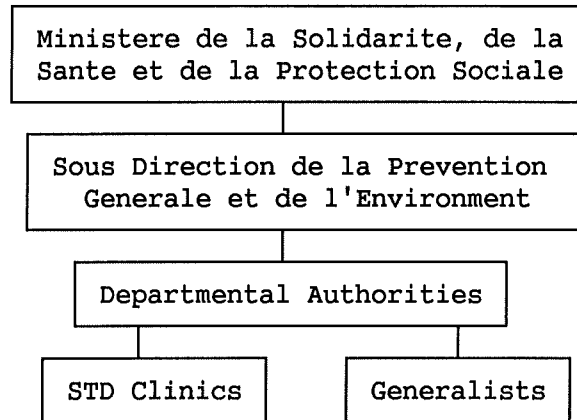 Ministere de la Solidarite, de la
Sante et de la Protection Sociale
Sous Direction de la Prevention
Generale et de l'Environment
Departmental Authorities
STD Clinics
Generalists